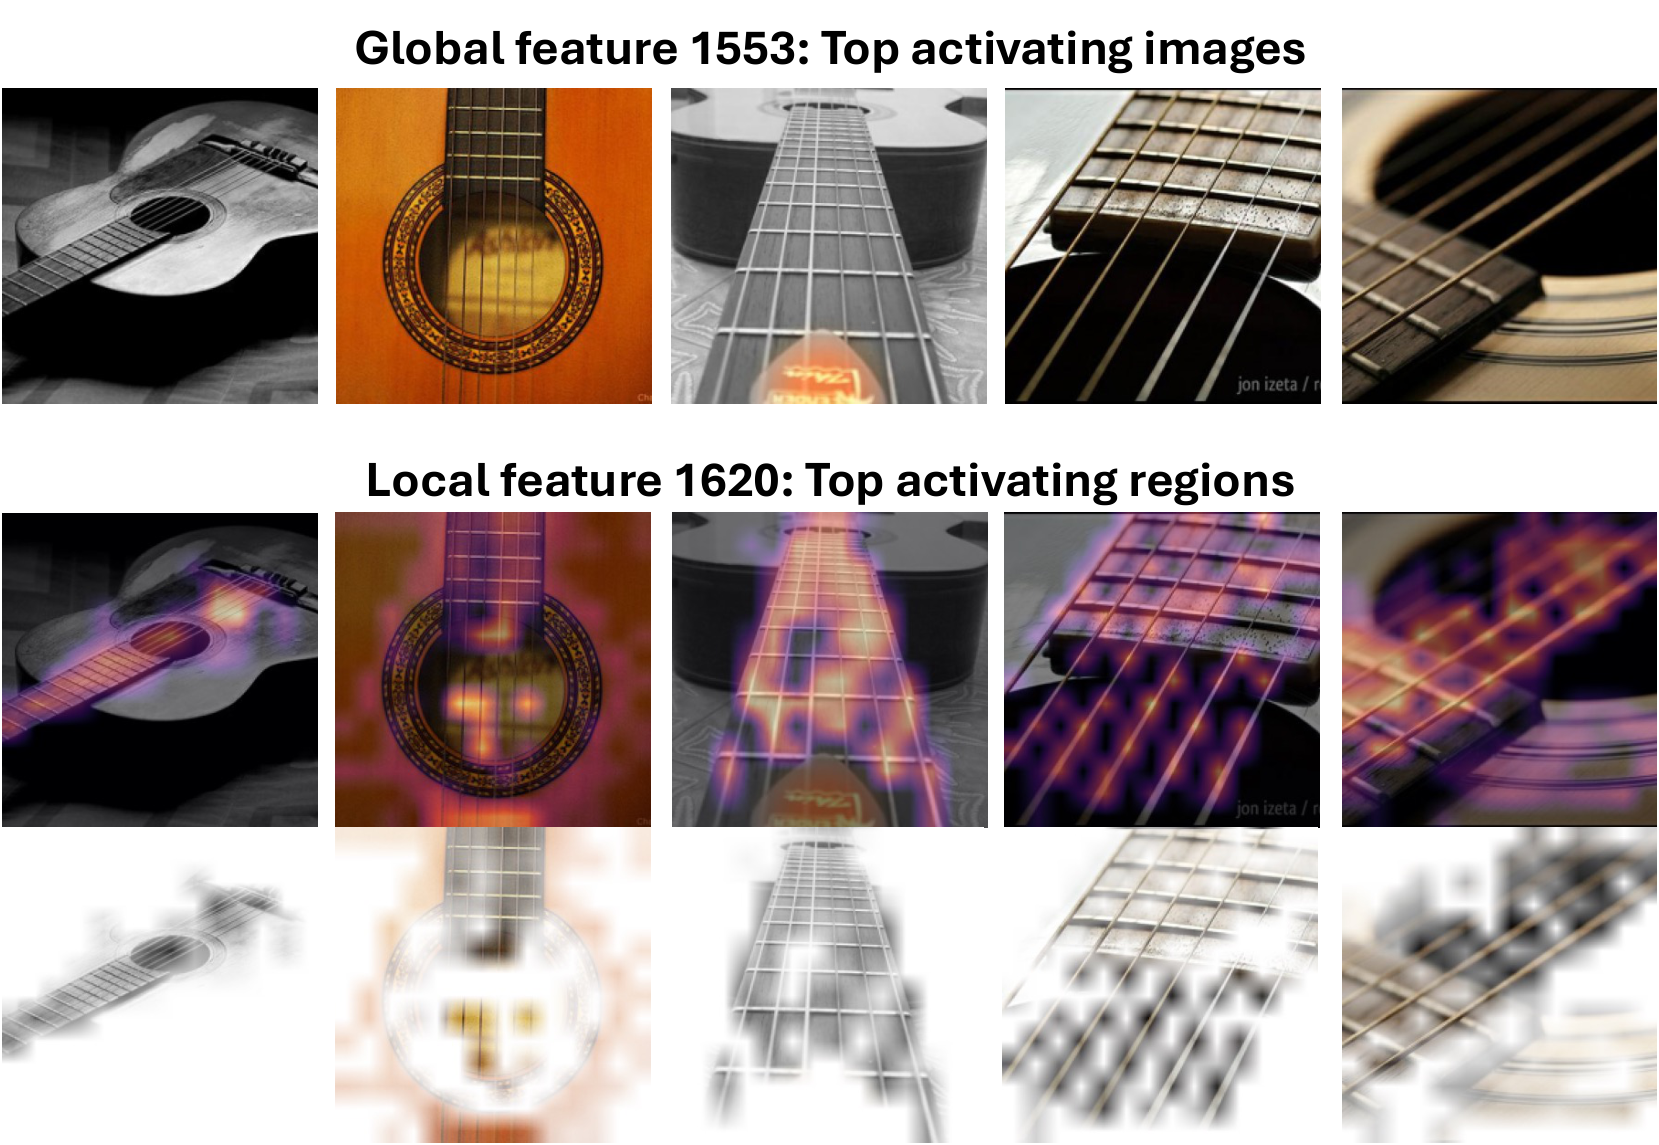 Global feature 1553: Top activating images
jon izeta / r
Local feature 1620: Top activating regions
jon izeta / r